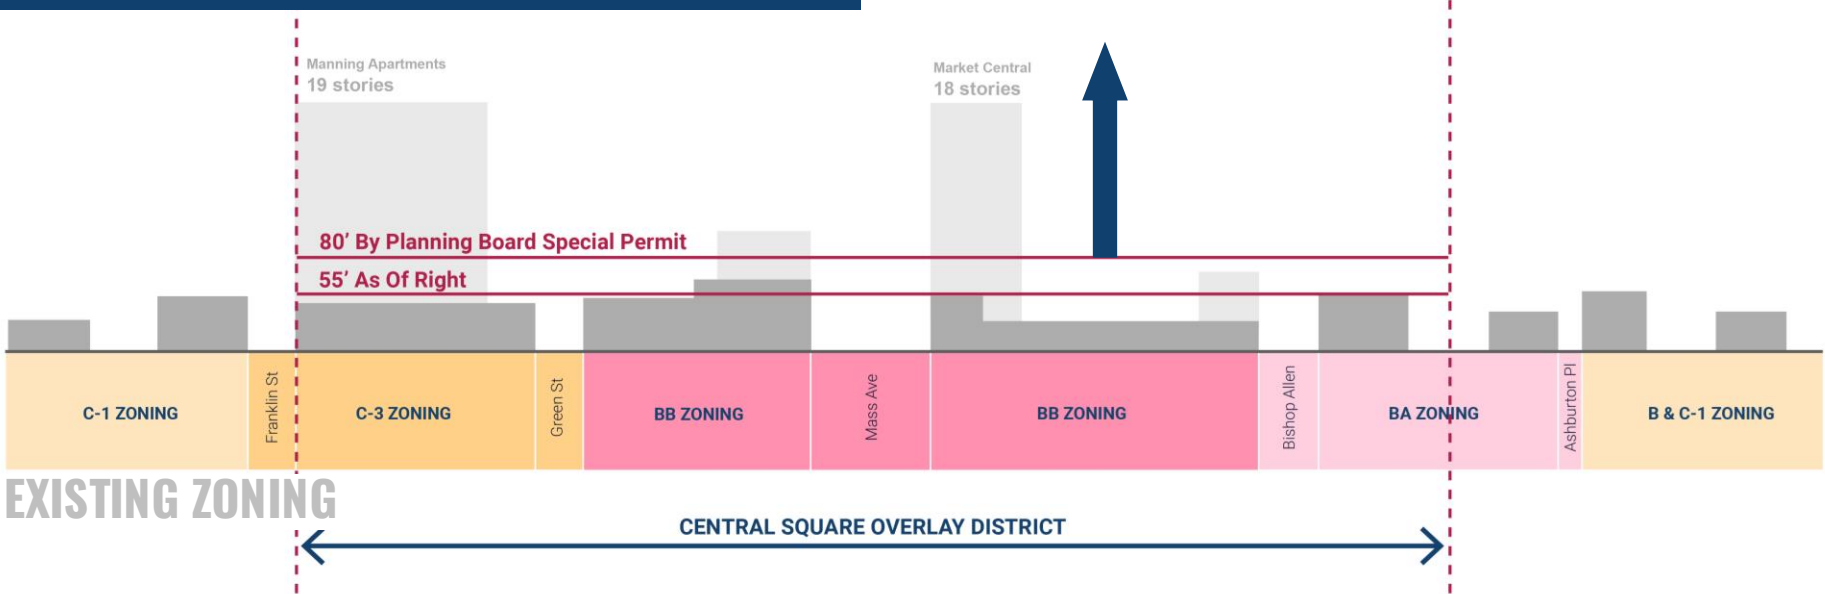 Manning Apartments
19 stories
Market Central
18 stories
80’ By Planning Board Special Permit
55’ As Of Right
C-1 ZONING
Franklin St
C-3 ZONING
Green St
BB ZONING
Mass Ave
BB ZONING
Bishop Allen
BA ZONING
Ashburton Pl
B & C-1 ZONING
EXISTING ZONING
CENTRAL SQUARE OVERLAY DISTRICT